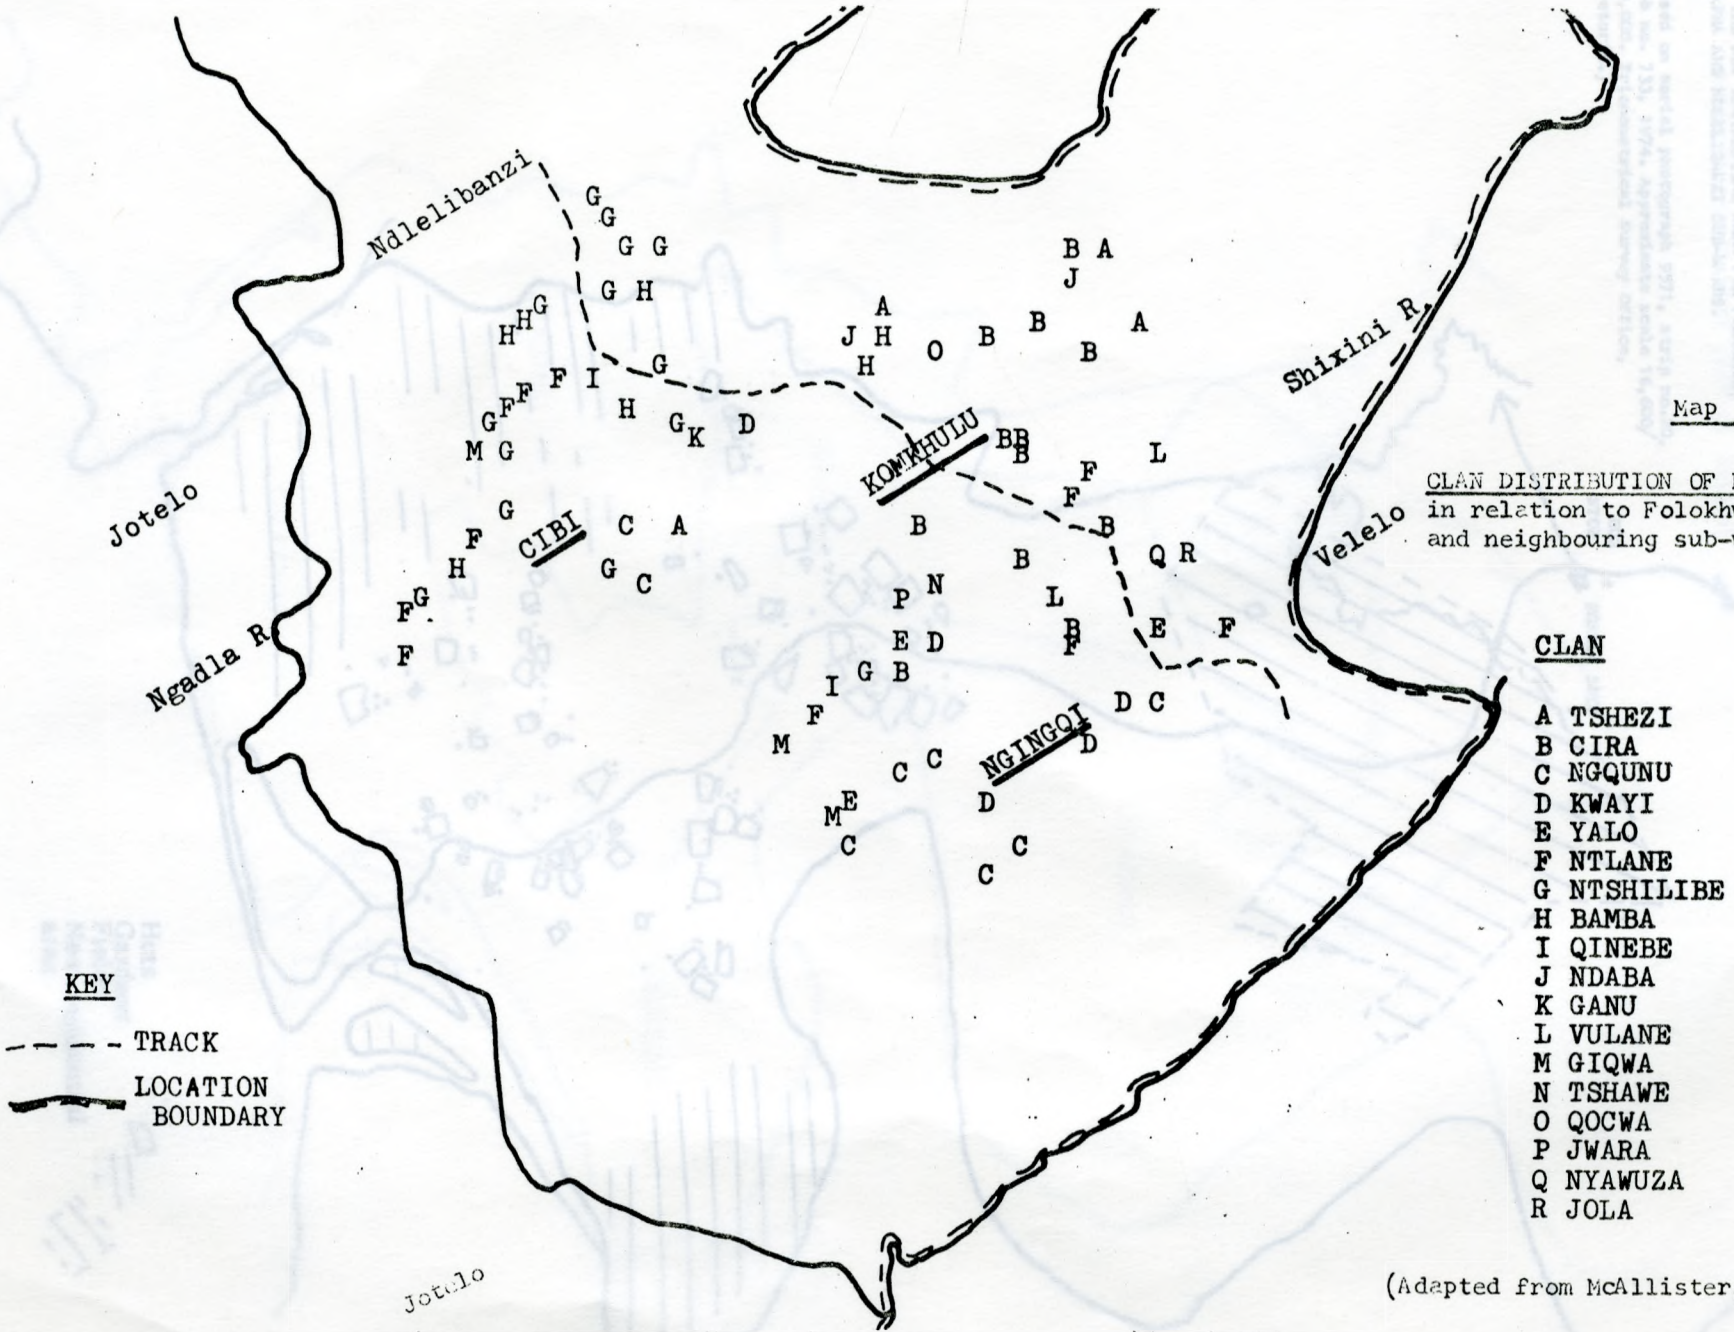 Ndlelibanzi
G
G
G G
B A
J
G H
A
G
H
H
J H
H
O
B
B
A
B
Shixini R.
G
F I
F
F
H
G
G
K
D
M G
KOMKHULU
BB
B
L
F
F
Map
CLAN DISTRIBUTION OF
in relation to Folokh
and neighbouring sub-
Jotelo
G
F
H
CIBI
C A
G C
B
B
B
Q R
Velelo
F G
F
Ngadla R
P N
E D
G B
I
F
M
L
B
F
E F
D C
NGINGQI
D
C C
E
M
C
D
C
C
CLAN
A TSHEZI
B CIRA
C NGQUNU
D KWAYI
E YALO
F NTLANE
G NTSHILIBE
H BAMBA
I QINEBE
J NDABA
K GANU
L VULANE
M GIQWA
N TSHAWE
O QOCWA
P JWARA
Q NYAWUZA
R JOLA
KEY
TRACK
LOCATION
BOUNDARY
Jotelo
(Adapted from McAllister